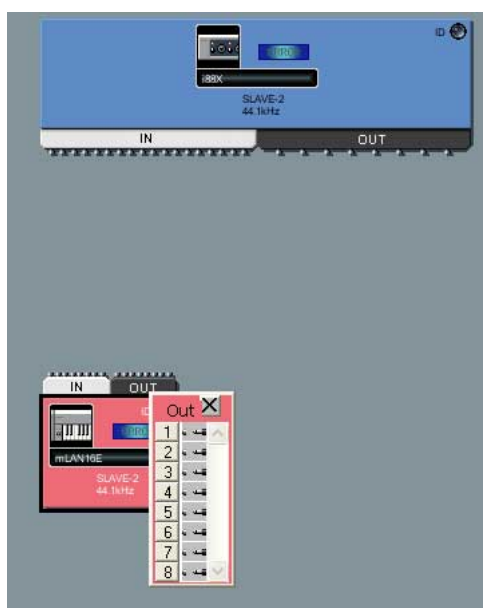 ID
i88X
SLAVE-2
44.1kHz
IN OUT
IN OUT
mLAN16E
SLAVE-2
44.1kHz
Out X
1
2
3
4
5
6
7
8